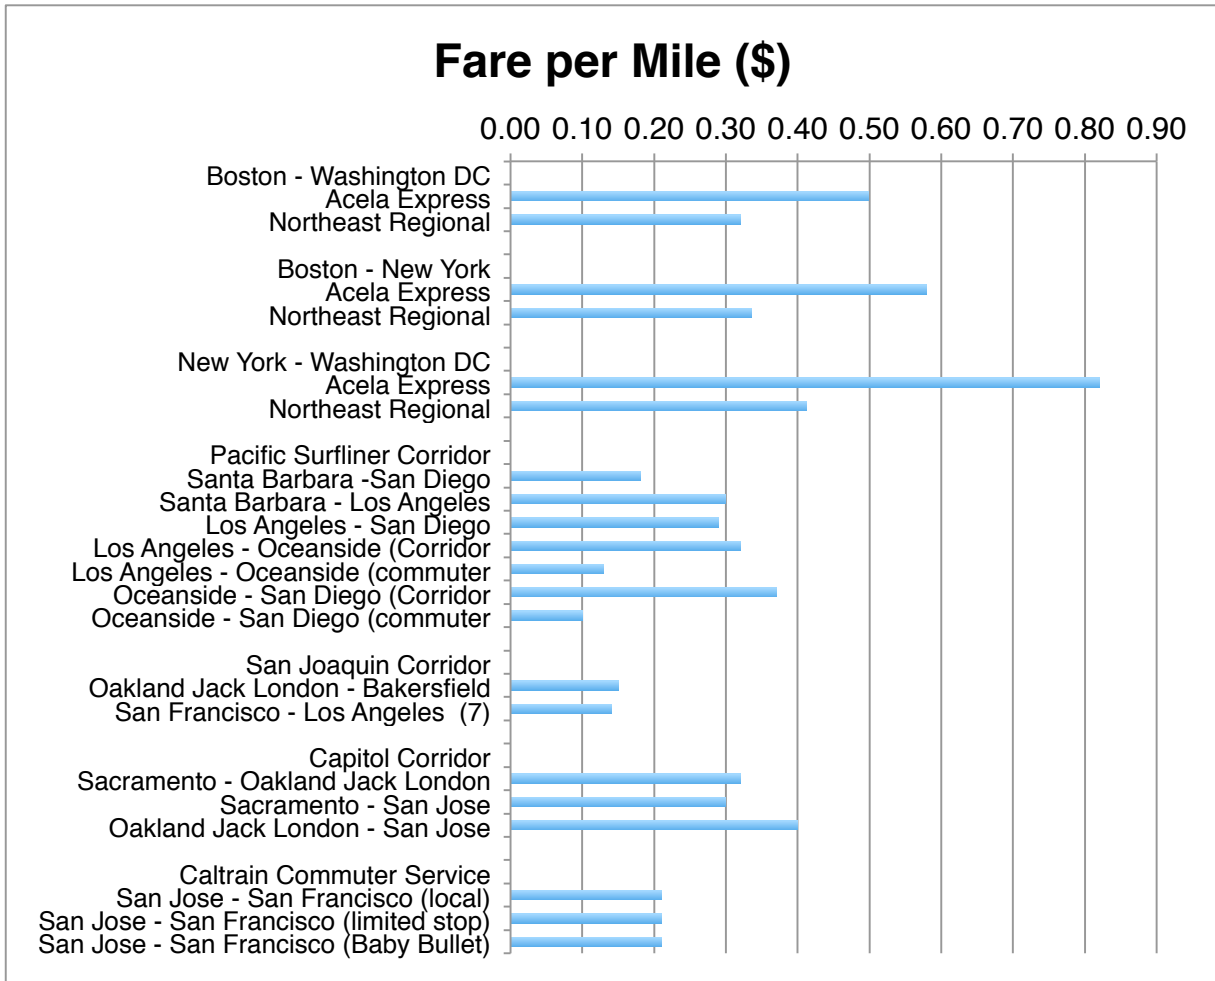 Fare per Mile ($)
0.00 0.10 0.20 0.30 0.40 0.50 0.60 0.70 0.80 0.90
Boston - Washington DC
Acela Express
Northeast Regional
Boston - New York
Acela Express
Northeast Regional
New York - Washington DC
Acela Express
Northeast Regional
Pacific Surfliner Corridor
Santa Barbara -San Diego
Santa Barbara - Los Angeles
Los Angeles - San Diego
Los Angeles - Oceanside (Corridor
Los Angeles - Oceanside (commuter
Oceanside - San Diego (Corridor
Oceanside - San Diego (commuter
San Joaquin Corridor
Oakland Jack London - Bakersfield
San Francisco - Los Angeles  (7)
Capitol Corridor
Sacramento - Oakland Jack London
Sacramento - San Jose
Oakland Jack London - San Jose
Caltrain Commuter Service
San Jose - San Francisco (local)
San Jose - San Francisco (limited stop)
San Jose - San Francisco (Baby Bullet)